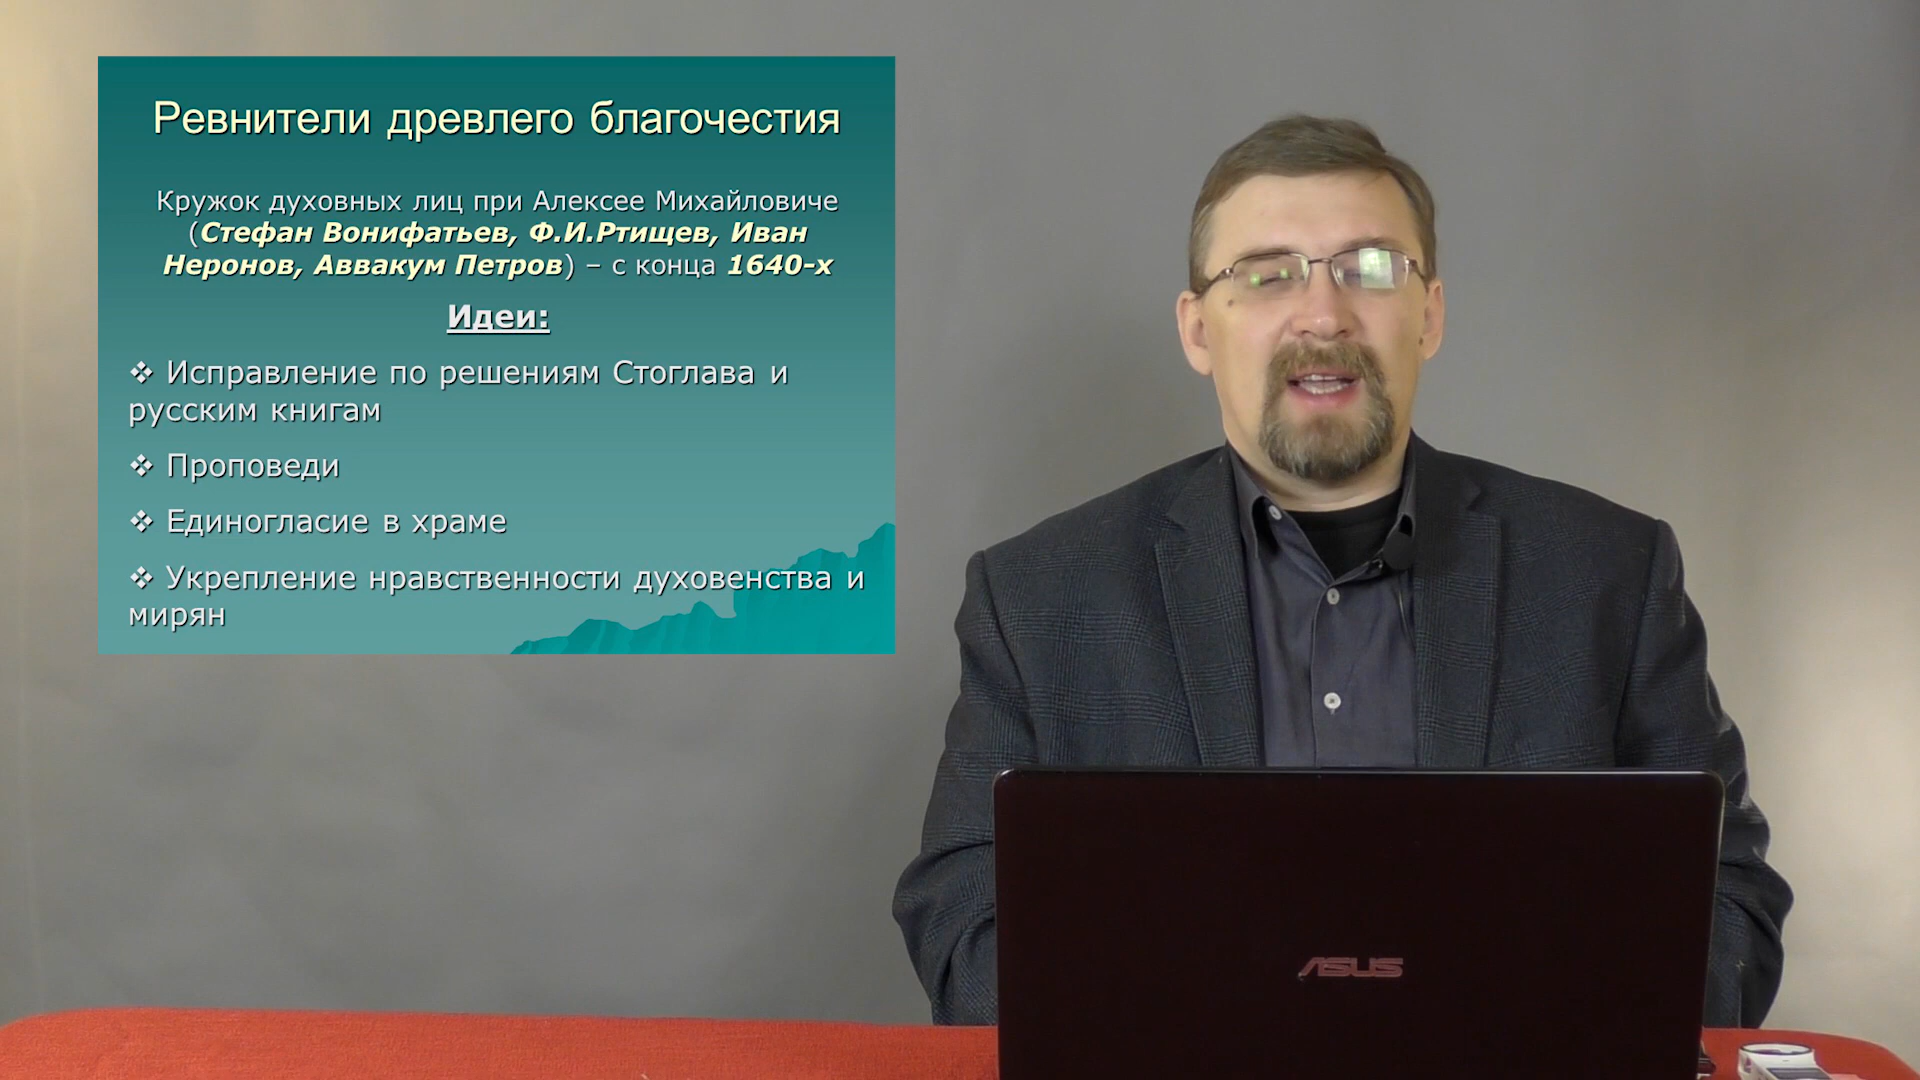 Ревнители древлего благочестия
Кружок духовных лиц при Алексее Михайловиче
(Стефан Вонифатьев, Ф.И.Ртищев, Иван
Неронов, Аввакум Петров) – с конца 1640-х
Идеи:
❖ Исправление по решениям Стоглава и
русским книгам
❖ Проповеди
❖ Единогласие в храме
❖ Укрепление нравственности духовенства и
мирян
ASUS